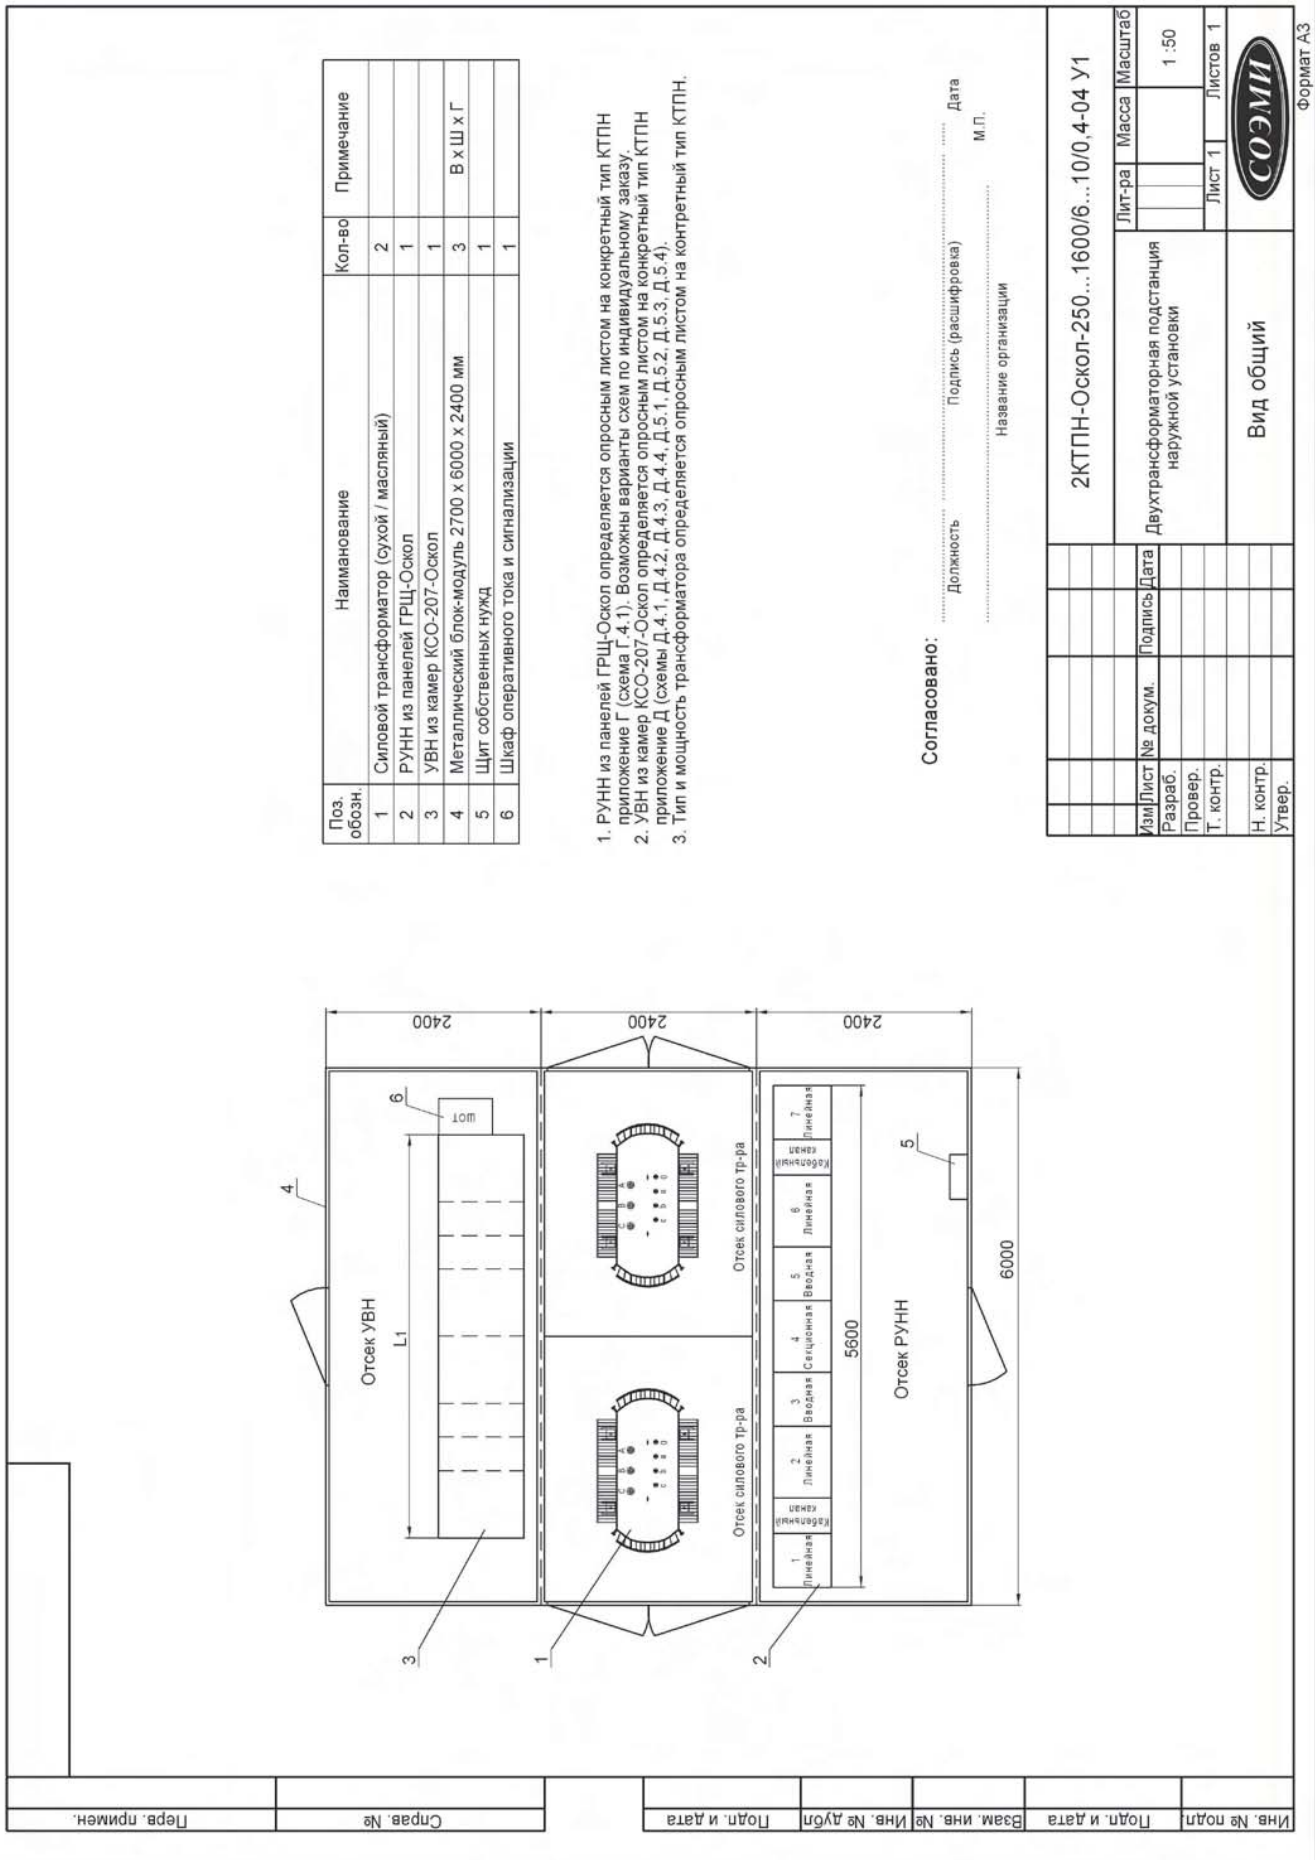 Перв. примен.
Справ. №
Подп. и дата
Инв. № дубл
Взам. инв. №
Подп. и дата
Инв. № подл.
4
6
Отсек УВН
L1
ШОТ
2400
3
1
Отсек силового тр-ра
C B A
c b a 0
Отсек силового тр-ра
C B A
c b a 0
2400
2
1 Линейная
Кабельный канал
2 Линейная
3 Вводная
4 Секционная
5 Вводная
6 Линейная
Кабельный канал
7 Линейная
5600
Отсек РУНН
5
2400
6000
Поз. обозн. Наиманование Кол-во Примечание
1 Силовой трансформатор (сухой / масляный) 2
2 РУНН из панелей ГРЩ-Оскол 1
3 УВН из камер КСО-207-Оскол 1
4 Металлический блок-модуль 2700 х 6000 х 2400 мм 3 В х Ш х Г
5 Щит собственных нужд 1
6 Шкаф оперативного тока и сигнализации 1
1. РУНН из панелей ГРЩ-Оскол определяется опросным листом на конкретный тип КТПН
приложение Г (схема Г.4.1). Возможны варианты схем по индивидуальному заказу.
2. УВН из камер КСО-207-Оскол определяется опросным листом на конкретный тип КТПН
приложение Д (схемы Д.4.1, Д.4.2, Д.4.3, Д.4.4, Д.5.1, Д.5.2, Д.5.3, Д.5.4).
3. Тип и мощность трансформатора определяется опросным листом на контретный тип КТПН.
Согласовано:
Должность Подпись (расшифровка) Дата
М.П.
Название организации
2КТПН-Оскол-250...1600/6...10/0,4-04 У1
Изм Лист № докум. Подпись Дата
Разраб.
Провер.
Т. контр.
Н. контр.
Утвер.
Двухтрансформаторная подстанция
наружной установки
Лит-ра Масса Масштаб
1 :50
Лист 1 Листов 1
Вид общий
СОЭМИ
Формат А3